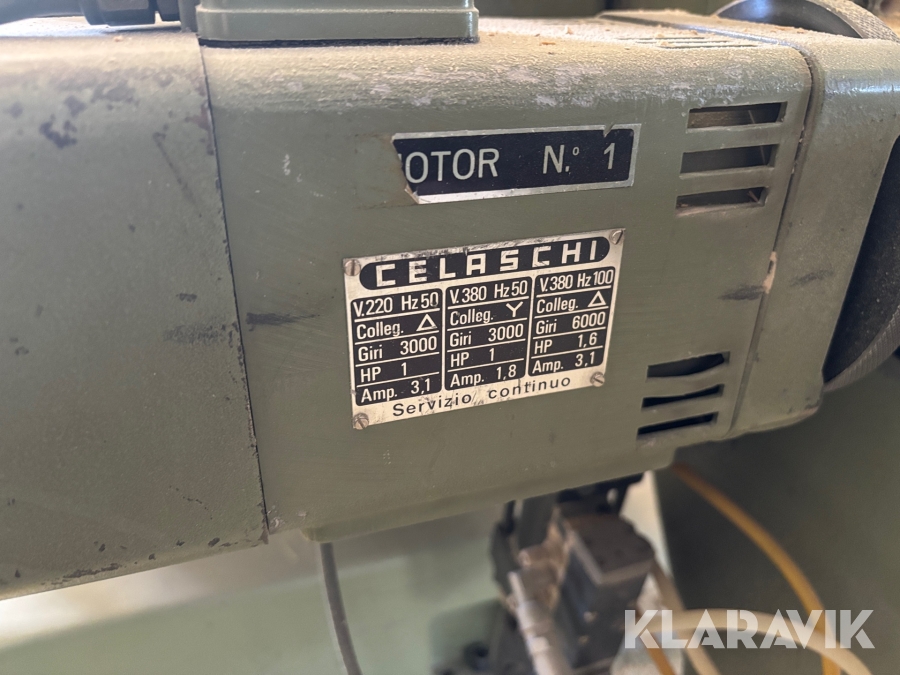 OTOR N.° 1
CELASCHI
V.220 Hz50 V.380 Hz50 V.380 Hz100
Colleg. Δ Colleg. Y Colleg. Δ
Giri 3000 Giri 3000 Giri 6000
HP 1 HP 1 HP 1,6
Amp. 3,1 Amp. 1,8 Amp. 3,1
Servizio continuo
KLARAVIK